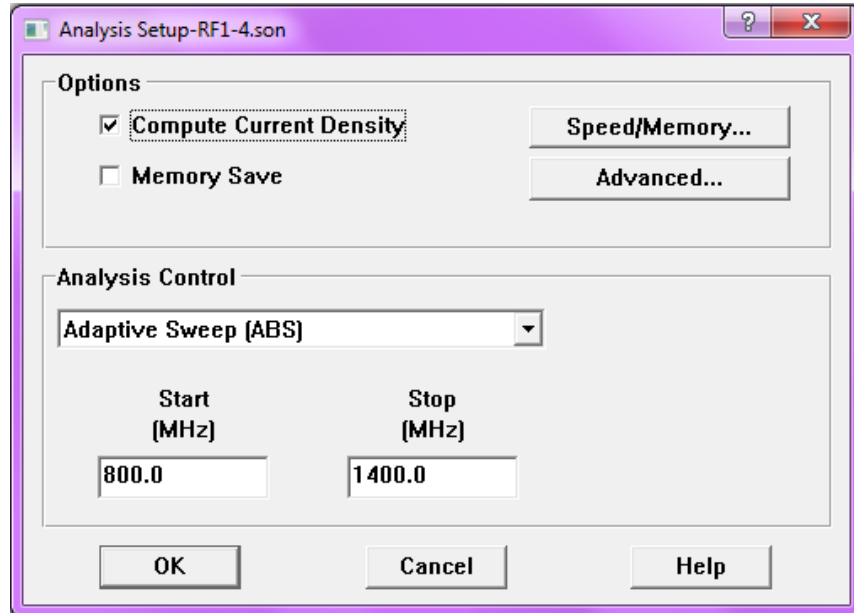 Analysis Setup-RF1-4.son
Options
Compute Current Density
Speed/Memory...
Memory Save
Advanced...
Analysis Control
Adaptive Sweep (ABS)
Start Stop
(MHz) (MHz)
800.0 1400.0
OK Cancel Help